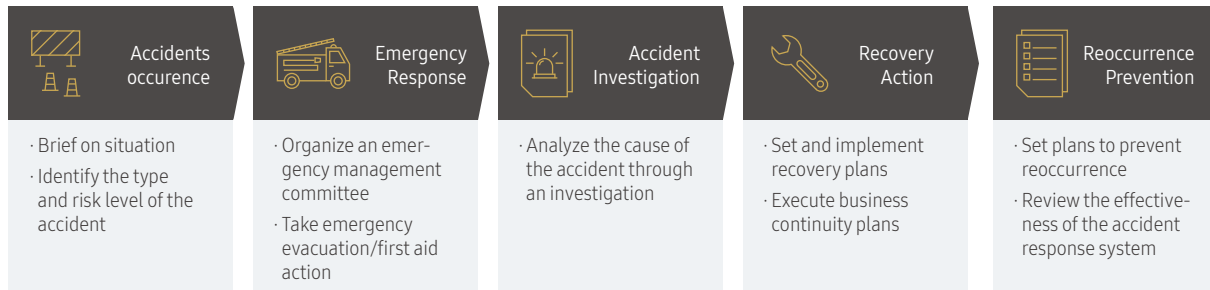 Accidents
occurence
· Brief on situation
· Identify the type
and risk level of the
accident
Emergency
Response
· Organize an emer-
gency management
committee
· Take emergency
evacuation/first aid
action
Accident
Investigation
· Analyze the cause of
the accident through
an investigation
Recovery
Action
· Set and implement
recovery plans
· Execute business
continuity plans
Reoccurrence
Prevention
· Set plans to prevent
reoccurrence
· Review the effective-
ness of the accident
response system